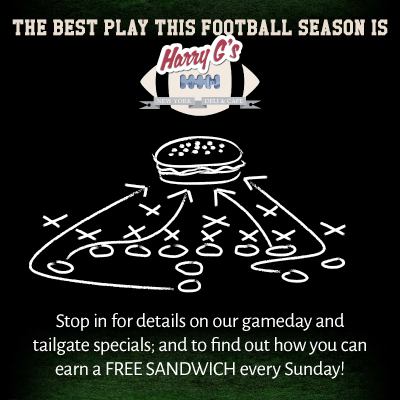 THE BEST PLAY THIS FOOTBALL SEASON IS
Harry G's
NEW YORK DELI & CAFE
Stop in for details on our gameday and
tailgate specials; and to find out how you can
earn a FREE SANDWICH every Sunday!